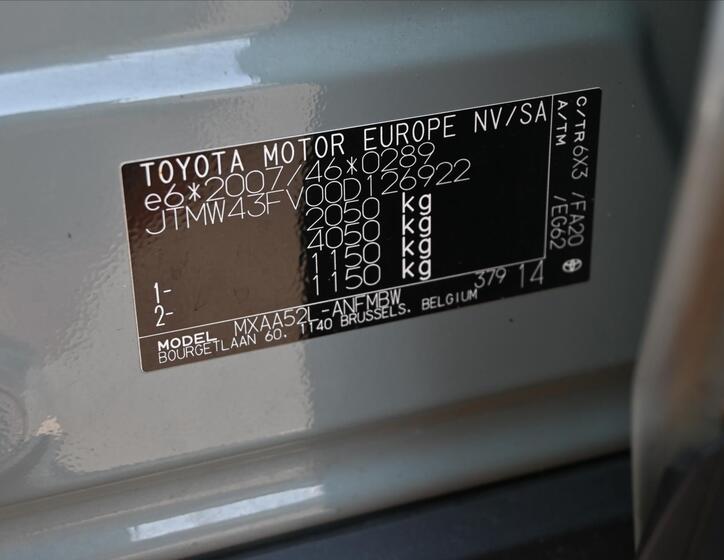 TOYOTA MOTOR EUROPE NV/SA
e6*2007/46*0289
JTMW43FV00D126922
2050 kg
4050 kg
1- 1150 kg
2- 1150 kg
379 14
MODEL MXAA52L-ANFMBW
BOURGETLAAN 60. 1140 BRUSSELS. BELGIUM
C/TR 6X3 /FA20
A/TM /EG62